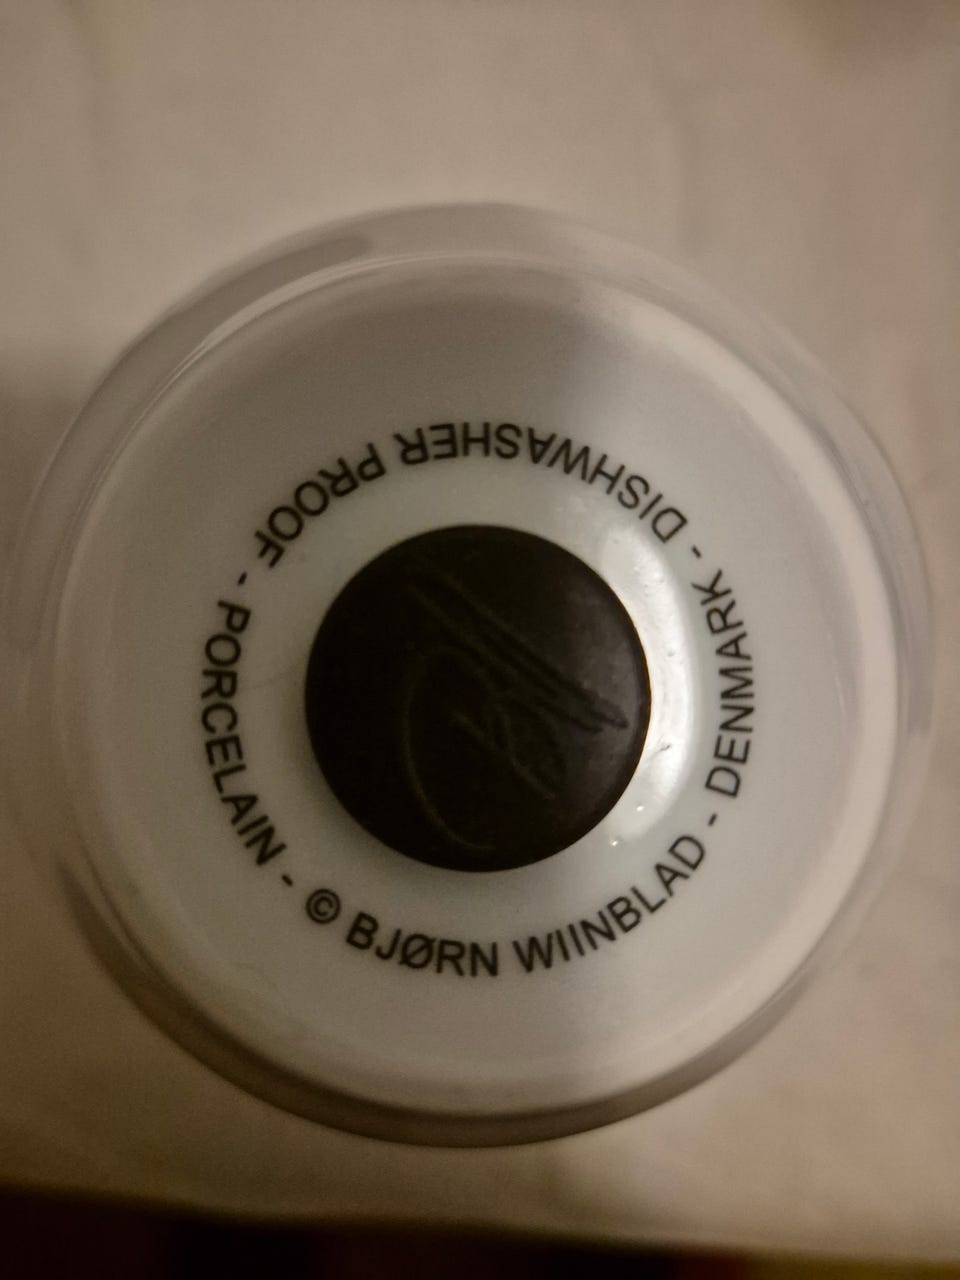 © BJØRN WIINBLAD - DENMARK - DISHWASHER PROOF - PORCELAIN -